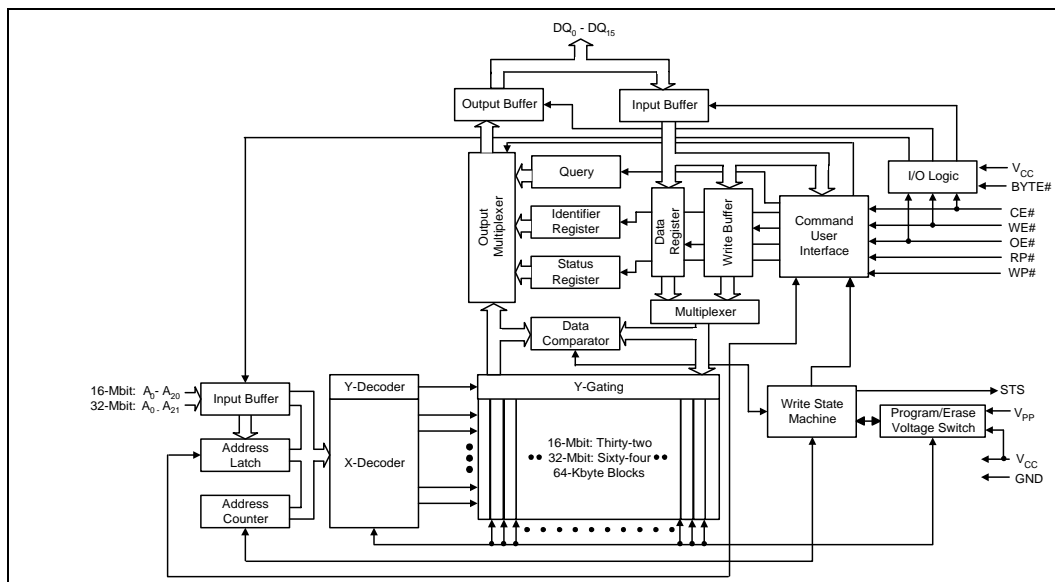 DQ0 - DQ15
Output Buffer
Input Buffer
Output
Multiplexer
Query
Identifier
Register
Status
Register
Data
Register
Write Buffer
Command
User
Interface
I/O Logic
VCC
BYTE#
CE#
WE#
OE#
RP#
WP#
Multiplexer
Data
Comparator
16-Mbit: A0- A20
32-Mbit: A0 - A21
Input Buffer
Address
Latch
Address
Counter
Y-Decoder
X-Decoder
Y-Gating
16-Mbit: Thirty-two
32-Mbit: Sixty-four
64-Kbyte Blocks
Write State
Machine
Program/Erase
Voltage Switch
STS
VPP
VCC
GND